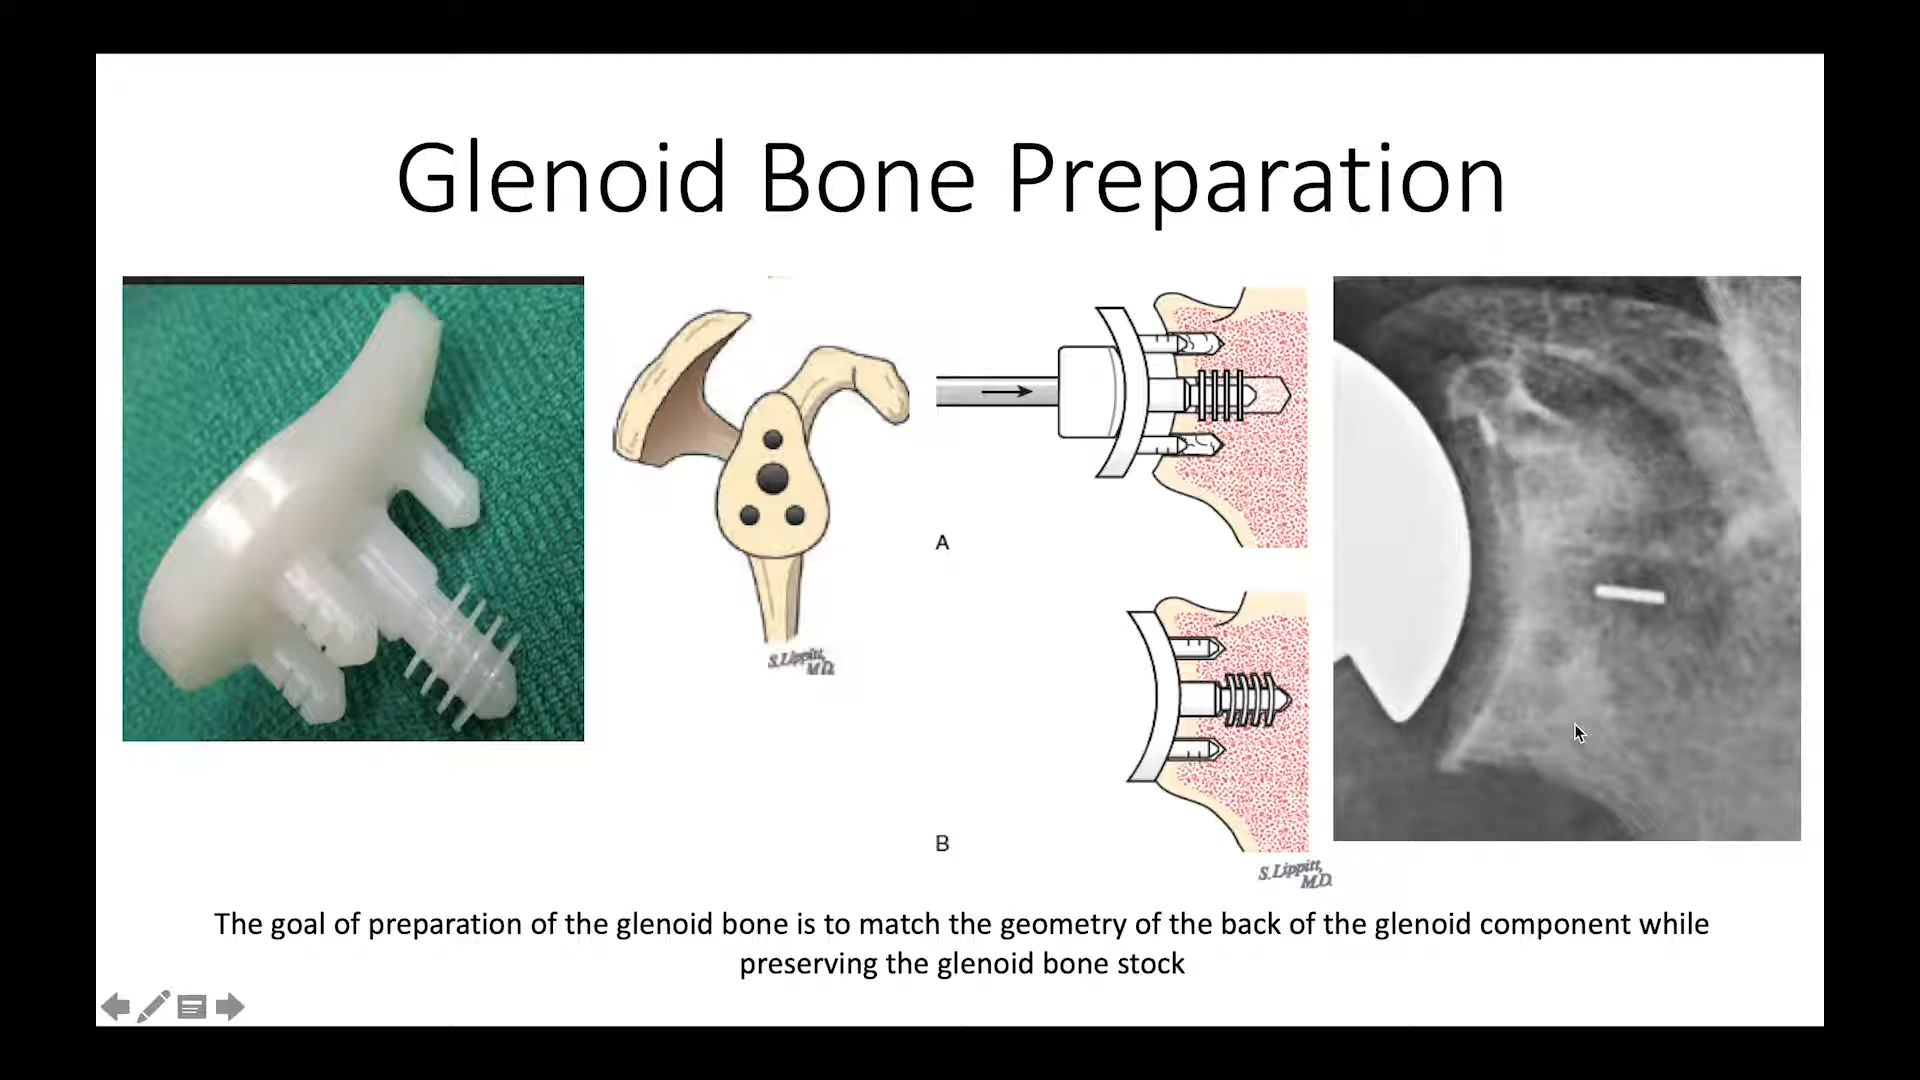 Glenoid Bone Preparation
S.Lippitt,
M.D.
A
B
S.Lippitt,
M.D.
The goal of preparation of the glenoid bone is to match the geometry of the back of the glenoid component while
preserving the glenoid bone stock